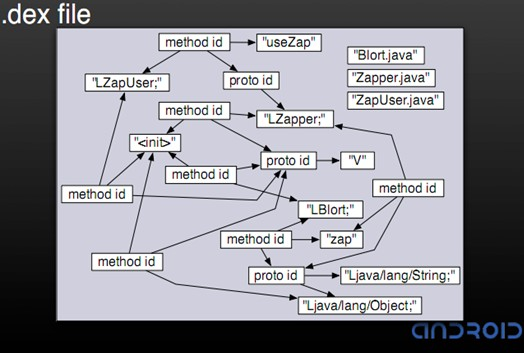 .dex file
method id
"useZap"
"Blort.java"
"LZapUser;"
proto id
"Zapper.java"
method id
"LZapper;"
"ZapUser.java"
"<init>"
proto id
"V"
method id
method id
method id
"LBlort;"
method id
"zap"
method id
proto id
"Ljava/lang/String;"
"Ljava/lang/Object;"
ANDROID